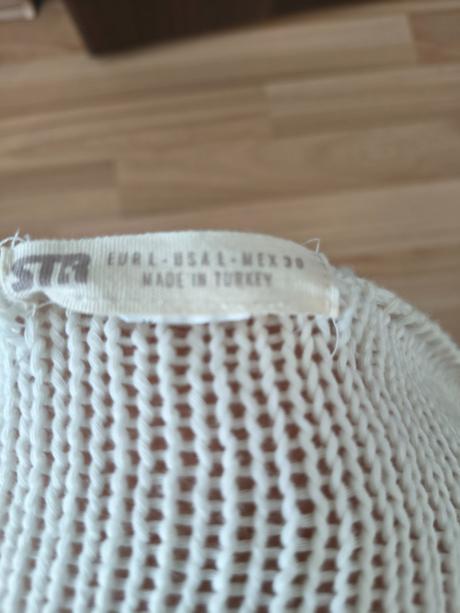 STR
EUR L - USA L - MEX 30
MADE IN TURKEY